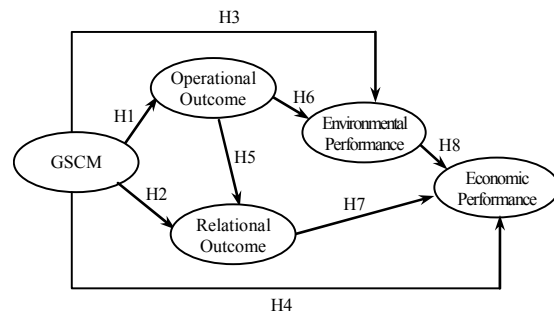 H3
Operational
Outcome
H1
H6
Environmental
Performance
GSCM
H5
H8
Economic
Performance
H2
H7
Relational
Outcome
H4